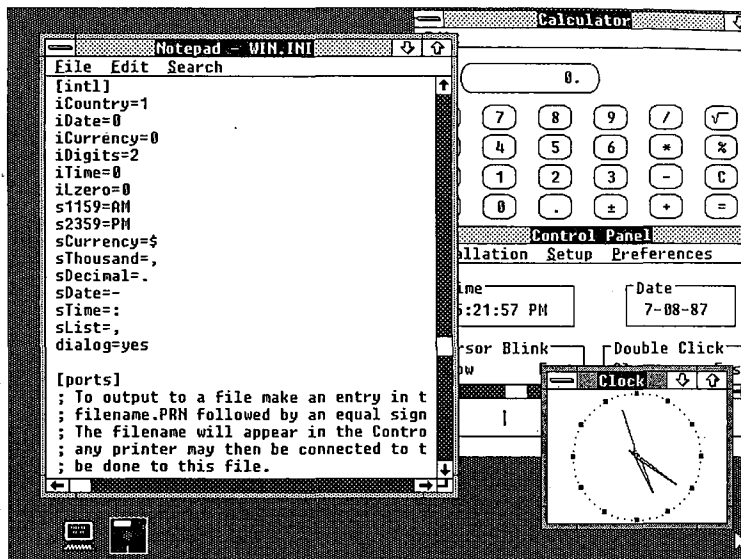 Notepad - WIN.INI
File Edit Search
[intl]
iCountry=1
iDate=0
iCurrency=0
iDigits=2
iTime=0
iLzero=0
s1159=AM
s2359=PM
sCurrency=$
sThousand=,
sDecimal=.
sDate=-
sTime=:
sList=,
dialog=yes
[ports]
; To output to a file make an entry in t
; filename.PRN followed by an equal sign
; The filename will appear in the Contro
; any printer may then be connected to t
; be done to this file.
Calculator
0.
7 8 9 / √
4 5 6 * %
1 2 3 - C
0 . ± + =
Control Panel
allation Setup Preferences
ime Date
5:21:57 PM 7-08-87
rsor Blink Double Click
ow
Clock